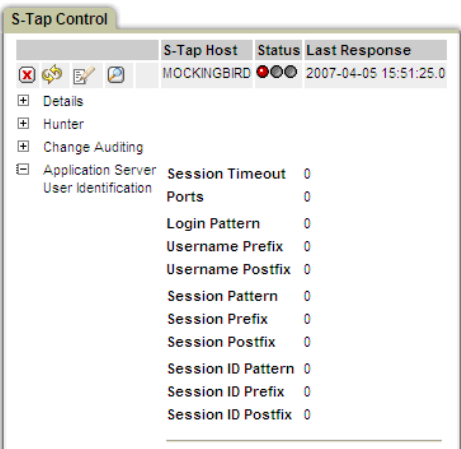 S-Tap Control
S-Tap Host Status Last Response
MOCKINGBIRD 2007-04-05 15:51:25.0
Details
Hunter
Change Auditing
Application Server
User Identification
Session Timeout 0
Ports 0
Login Pattern 0
Username Prefix 0
Username Postfix 0
Session Pattern 0
Session Prefix 0
Session Postfix 0
Session ID Pattern 0
Session ID Prefix 0
Session ID Postfix 0